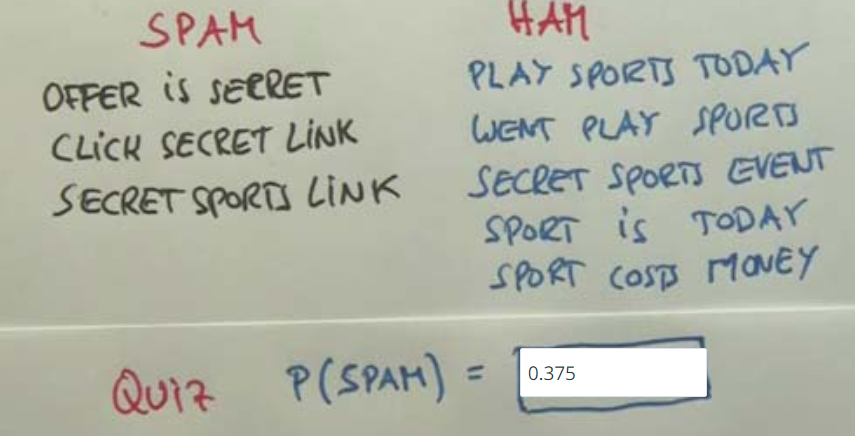 SPAM
OFFER is SECRET
CLiCK SECRET LiNK
SECRET SPORTS LiNK
HAM
PLAY SPORTS TODAY
WENT PLAY SPORTS
SECRET SPORTS EVENT
SPORT is TODAY
SPORT COSTS MONEY
QUiZ P(SPAM) = 0.375